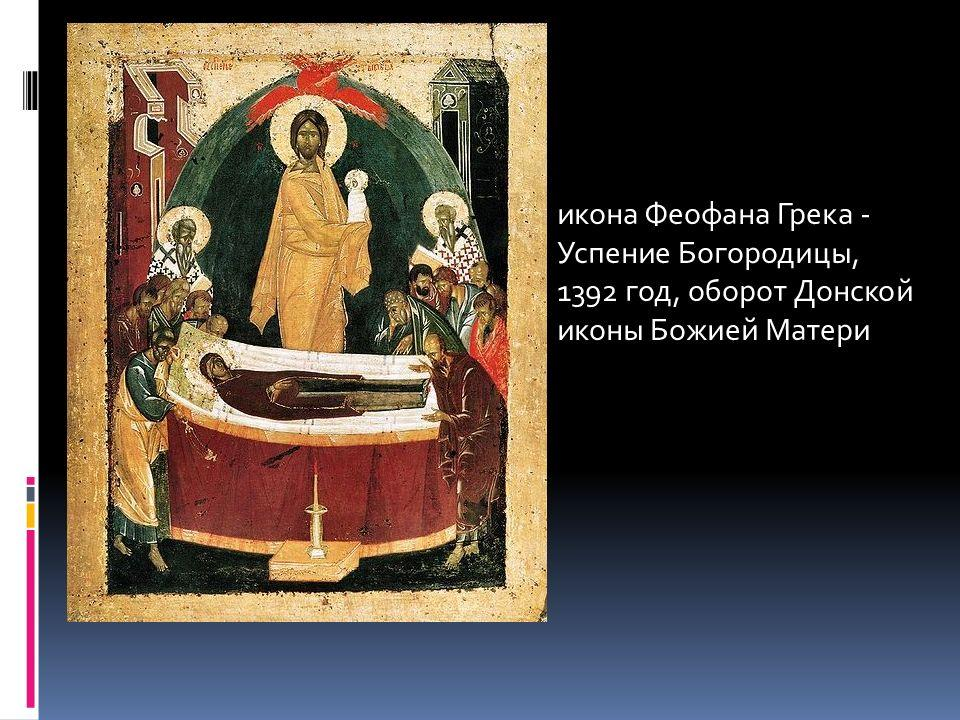 икона Феофана Грека -
Успение Богородицы,
1392 год, оборот Донской
иконы Божией Матери